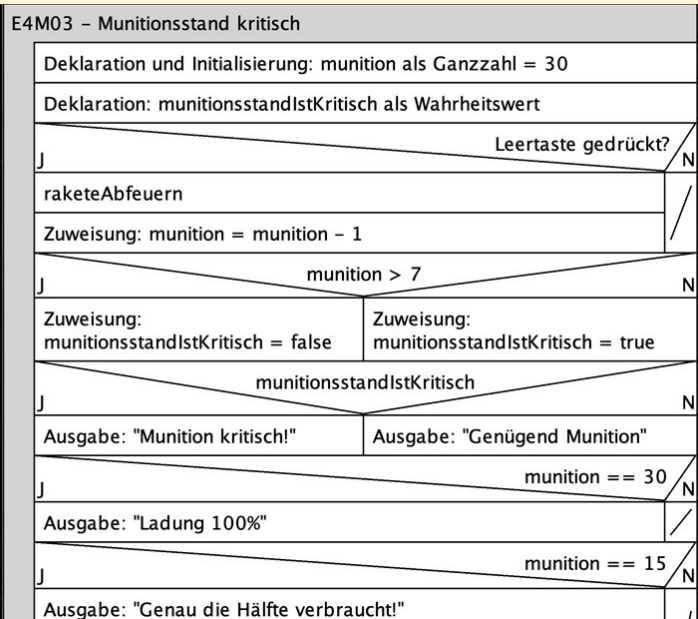 E4M03 – Munitionsstand kritisch
Deklaration und Initialisierung: munition als Ganzzahl = 30
Deklaration: munitionsstandIstKritisch als Wahrheitswert
Leertaste gedrückt?
J
N
raketeAbfeuern
Zuweisung: munition = munition – 1
munition > 7
J
N
Zuweisung:
munitionsstandIstKritisch = false
Zuweisung:
munitionsstandIstKritisch = true
munitionsstandIstKritisch
J
N
Ausgabe: "Munition kritisch!"
Ausgabe: "Genügend Munition"
munition == 30
J
N
Ausgabe: "Ladung 100%"
munition == 15
J
N
Ausgabe: "Genau die Hälfte verbraucht!"